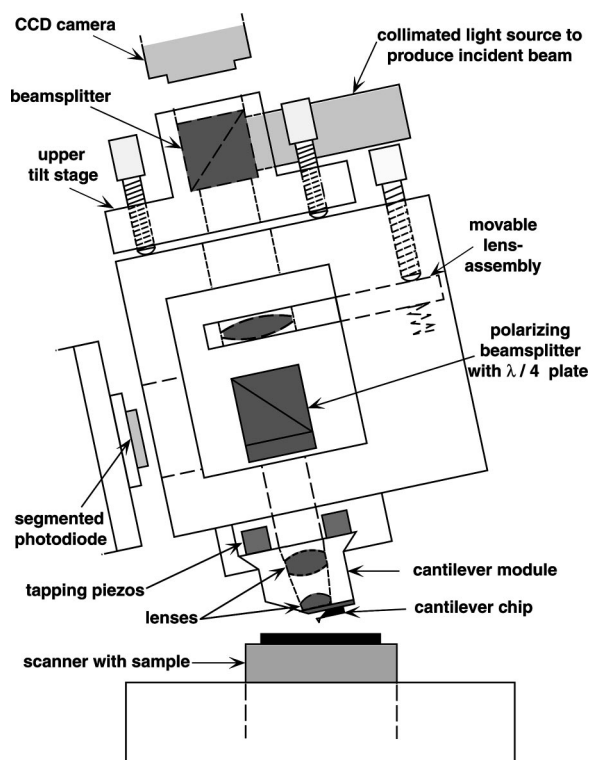 CCD camera
collimated light source to
produce incident beam
beamsplitter
upper
tilt stage
movable
lens-
assembly
polarizing
beamsplitter
with λ / 4 plate
segmented
photodiode
tapping piezos
cantilever module
lenses
cantilever chip
scanner with sample